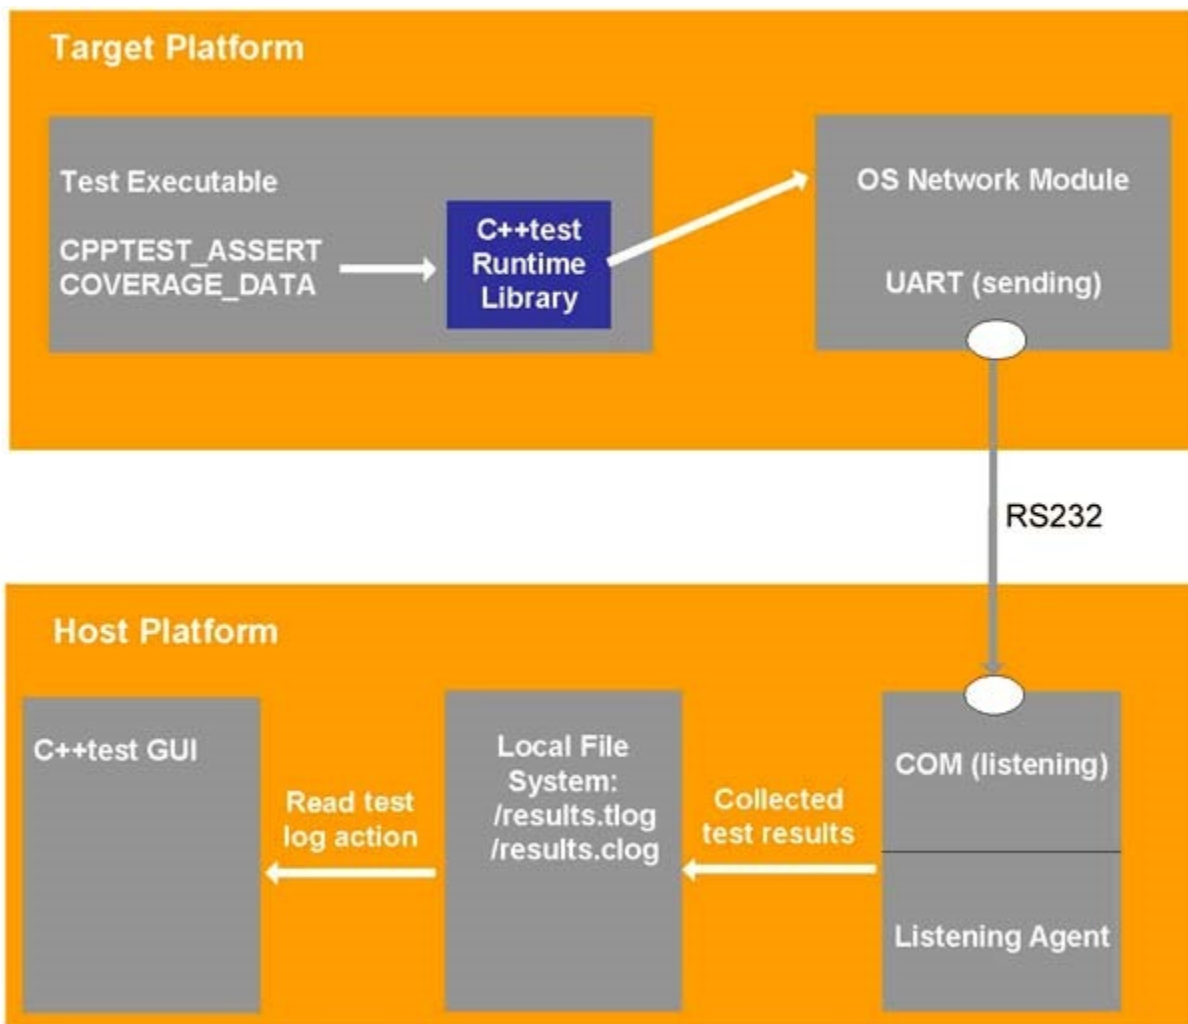 Target Platform
Test Executable
CPPTEST_ASSERT
COVERAGE_DATA
C++test
Runtime
Library
OS Network Module
UART (sending)
RS232
Host Platform
C++test GUI
Read test
log action
Local File
System:
/results.tlog
/results.clog
Collected
test results
COM (listening)
Listening Agent